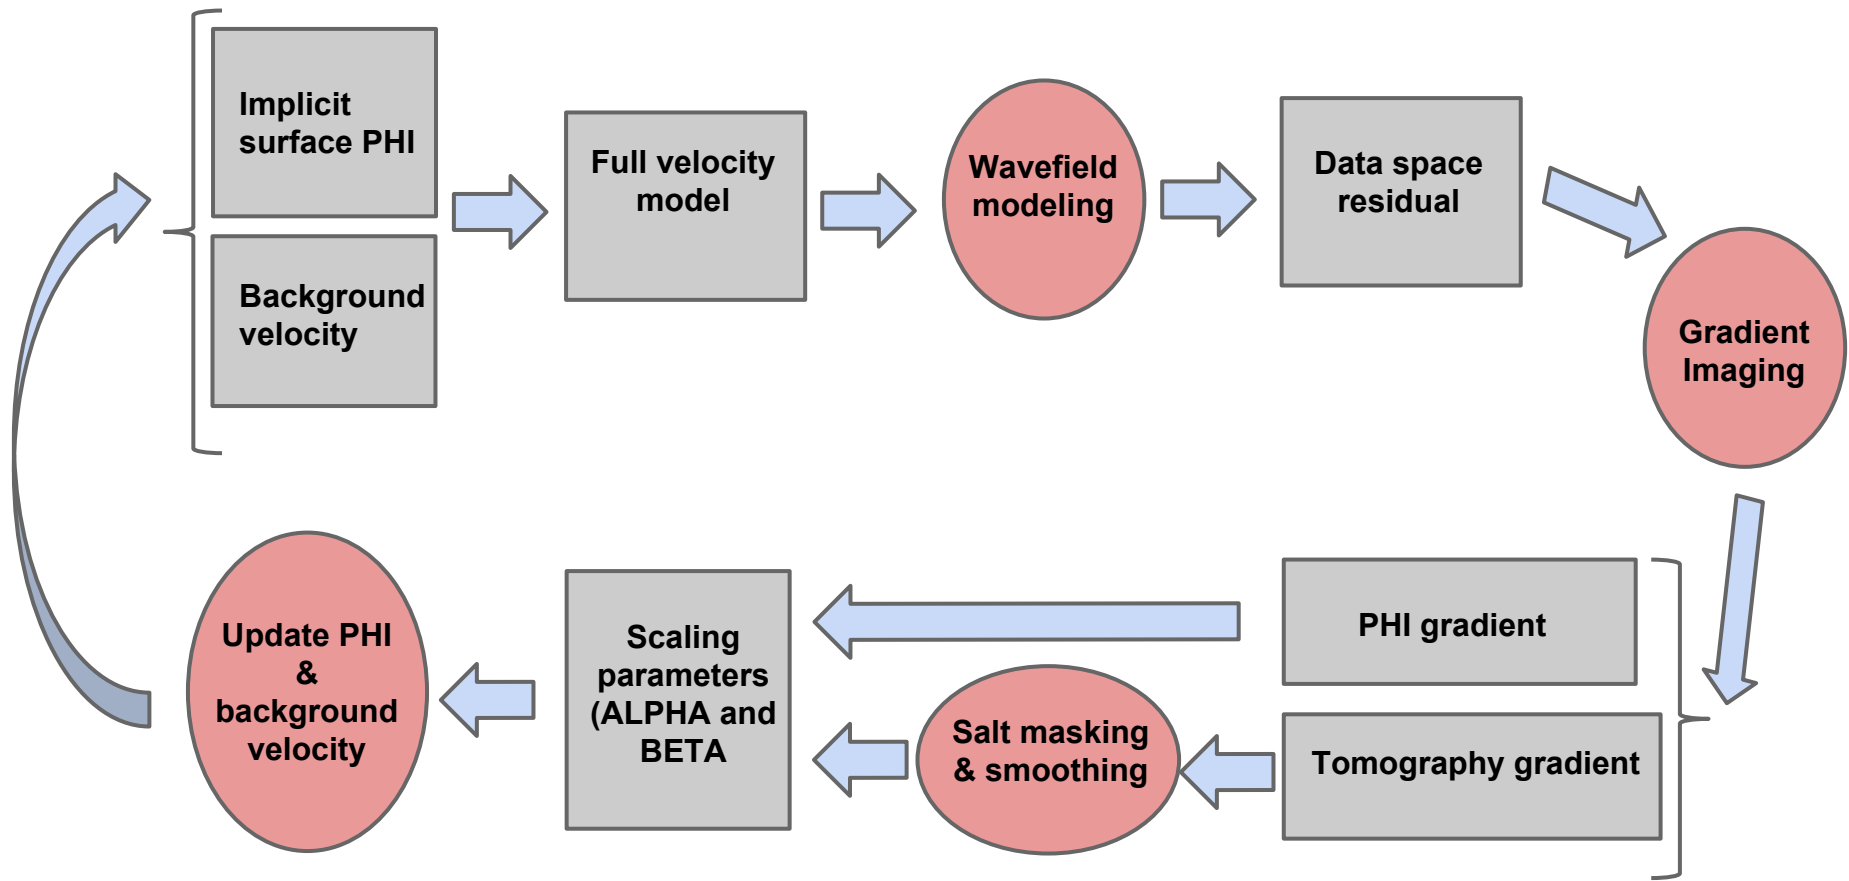 Implicit
surface PHI
Background
velocity
Full velocity
model
Wavefield
modeling
Data space
residual
Gradient
Imaging
PHI gradient
Tomography gradient
Salt masking
& smoothing
Scaling
parameters
(ALPHA and
BETA
Update PHI
&
background
velocity